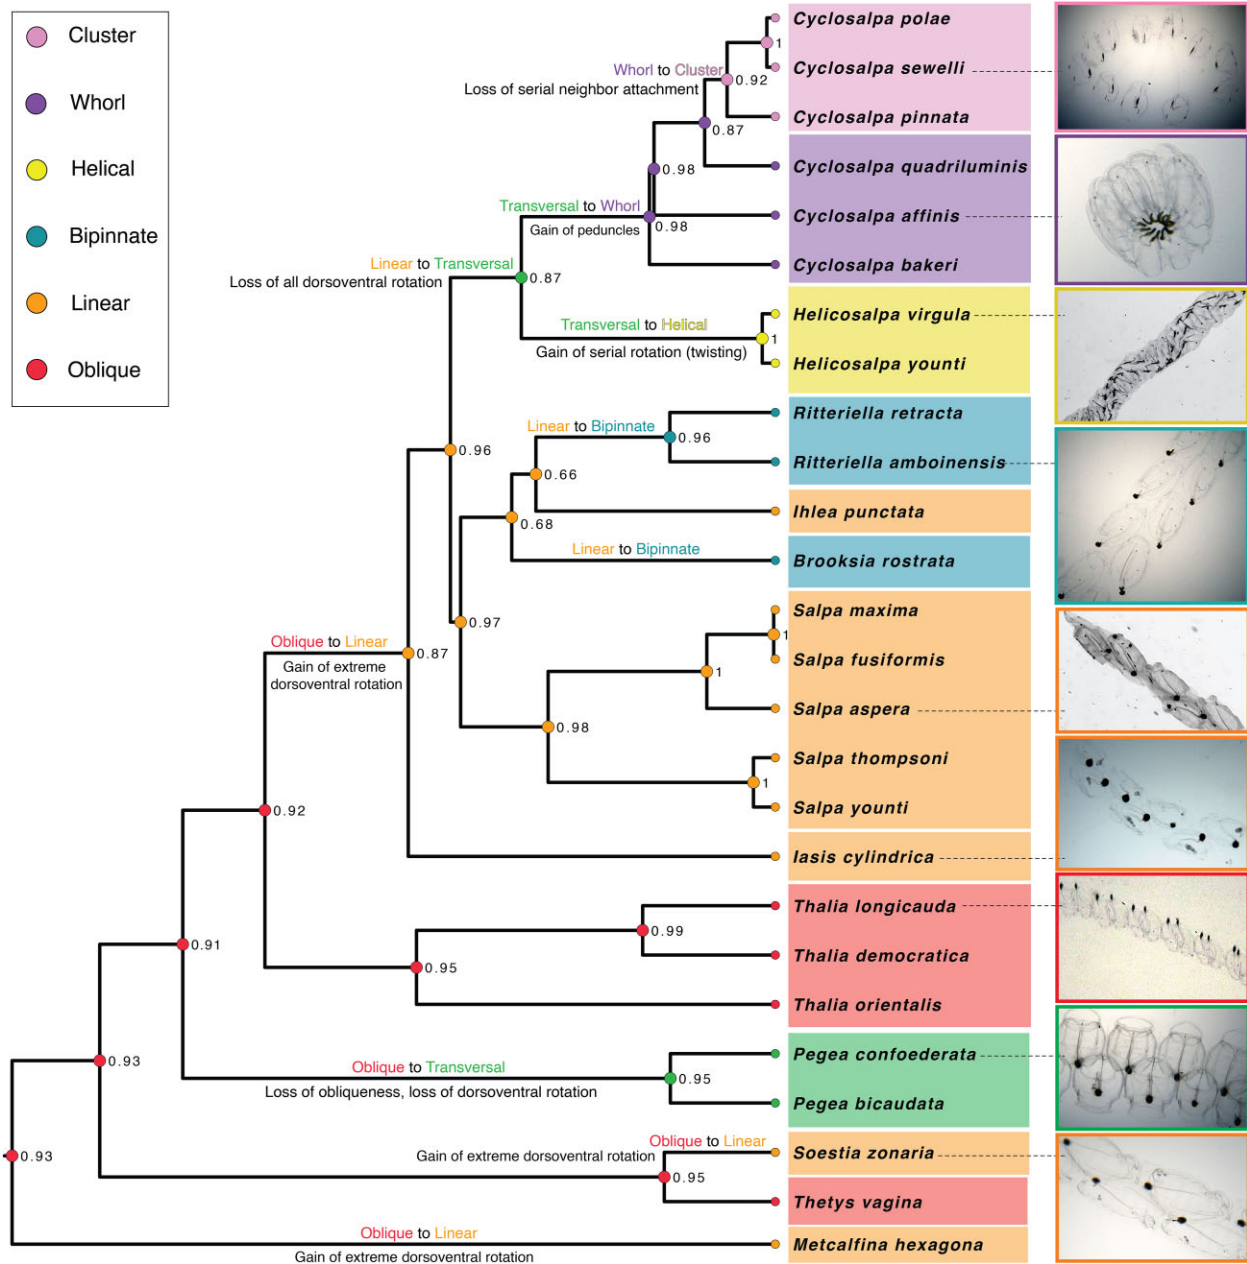 Cluster
Whorl
Helical
Bipinnate
Linear
Oblique
Cyclosalpa polae
1
Whorl to Cluster
Cyclosalpa sewelli
0.92
Loss of serial neighbor attachment
Cyclosalpa pinnata
0.87
Cyclosalpa quadriluminis
0.98
Transversal to Whorl
Cyclosalpa affinis
Gain of peduncles
0.98
Linear to Transversal
Cyclosalpa bakeri
Loss of all dorsoventral rotation
0.87
Helicosalpa virgula
Transversal to Helical
1
Gain of serial rotation (twisting)
Helicosalpa younti
Ritteriella retracta
Linear to Bipinnate
0.96
0.96
Ritteriella amboinensis
0.66
Ihlea punctata
0.68
Linear to Bipinnate
Brooksia rostrata
Salpa maxima
0.97
1
Oblique to Linear
0.87
Salpa fusiformis
Gain of extreme
dorsoventral rotation
1
Salpa aspera
0.98
Salpa thompsoni
1
Salpa younti
0.92
Iasis cylindrica
Thalia longicauda
0.99
0.91
Thalia democratica
0.95
Thalia orientalis
0.93
Pegea confoederata
Oblique to Transversal
0.95
Loss of obliqueness, loss of dorsoventral rotation
Pegea bicaudata
Oblique to Linear
0.93
Gain of extreme dorsoventral rotation
Soestia zonaria
0.95
Thetys vagina
Oblique to Linear
Metcalfina hexagona
Gain of extreme dorsoventral rotation